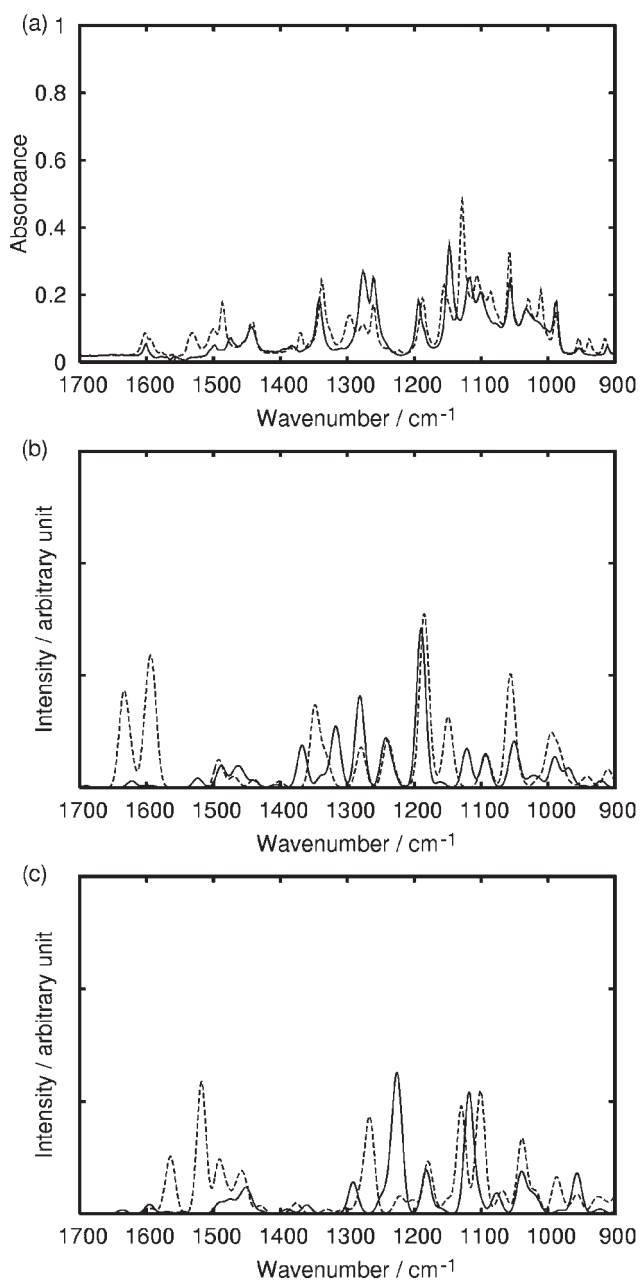 (a)
1
0.8
0.6
0.4
0.2
0
Absorbance
1700 1600 1500 1400 1300 1200 1100 1000 900
Wavenumber / cm-1
(b)
Intensity / arbitrary unit
1700 1600 1500 1400 1300 1200 1100 1000 900
Wavenumber / cm-1
(c)
Intensity / arbitrary unit
1700 1600 1500 1400 1300 1200 1100 1000 900
Wavenumber / cm-1